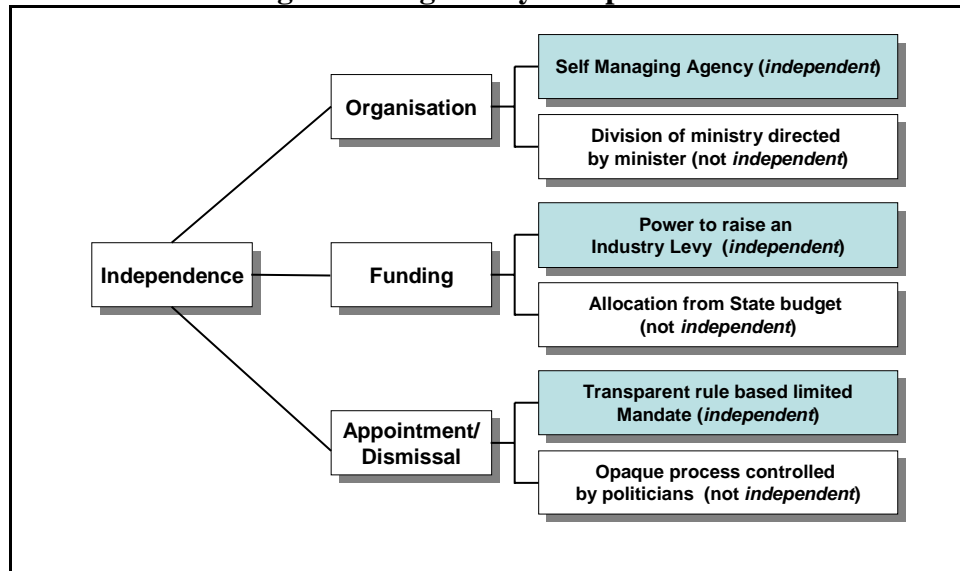 Self Managing Agency (independent)
Organisation
Division of ministry directed
by minister (not independent)
Power to raise an
Industry Levy (independent)
Independence
Funding
Allocation from State budget
(not independent)
Transparent rule based limited
Mandate (independent)
Appointment/
Dismissal
Opaque process controlled
by politicians (not independent)